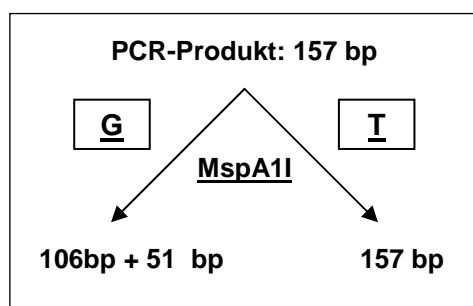 PCR-Produkt: 157 bp
G
T
MspA1I
106bp + 51 bp
157 bp